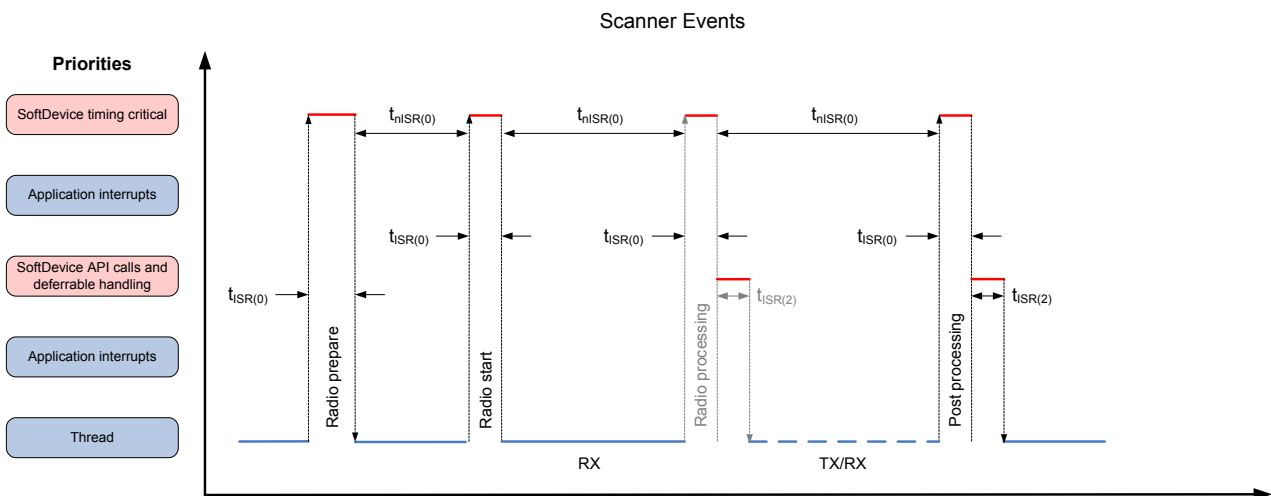 Scanner Events
Priorities
SoftDevice timing critical
Application interrupts
SoftDevice API calls and
deferrable handling
Application interrupts
Thread
tnISR(0)
tnISR(0)
tnISR(0)
tISR(0)
tISR(0)
tISR(0)
tISR(0)
tISR(2)
tISR(2)
Radio prepare
Radio start
Radio processing
Post processing
RX
TX/RX